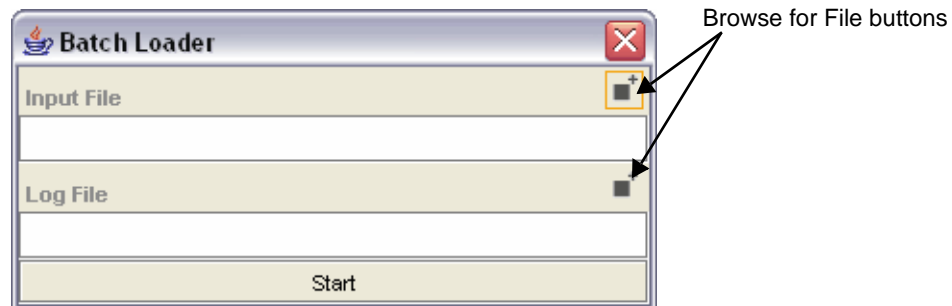 Browse for File buttons
Batch Loader
Input File
Log File
Start